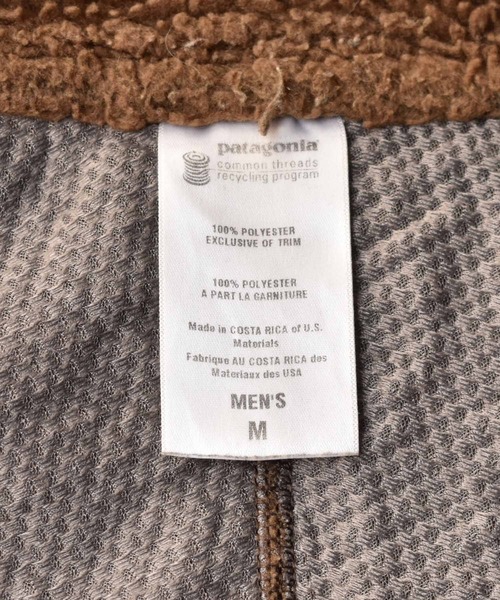 patagonia
common threads
recycling program
100% POLYESTER
EXCLUSIVE OF TRIM
100% POLYESTER
A PART LA GARNITURE
Made in COSTA RICA of U.S.
Materials
Fabrique AU COSTA RICA des
Materiaux des USA
MEN'S
M